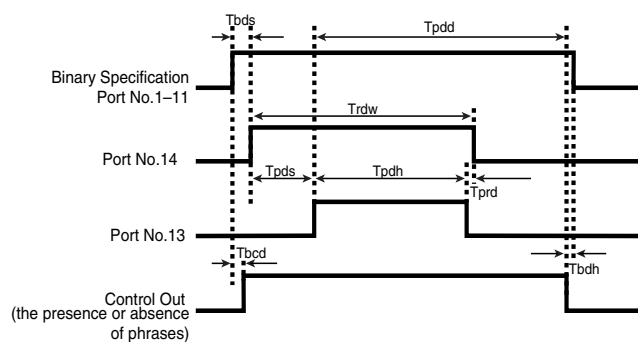 Tbds
Tpdd
Binary Specification
Port No.1–11
Trdw
Port No.14
Tpds
Tpdh
Tprd
Port No.13
Tbcd
Tbdh
Control Out
(the presence or absence
of phrases)